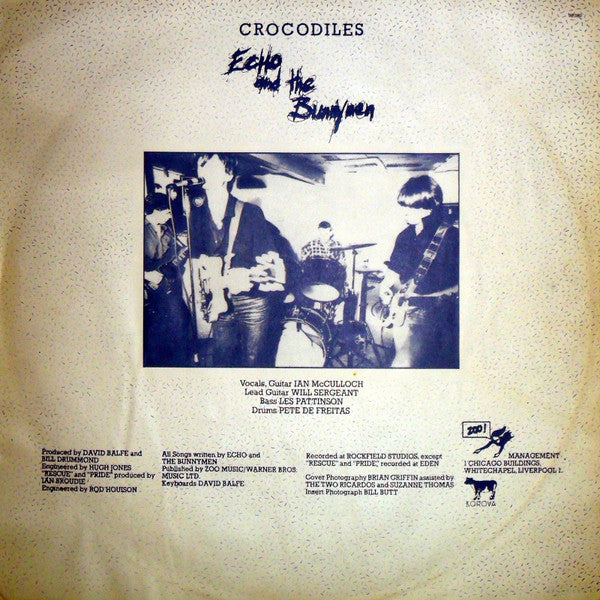 CROCODILES
Echo
and the
Bunnymen
Vocals, Guitar IAN McCULLOCH
Lead Guitar WILL SERGEANT
Bass LES PATTINSON
Drums PETE DE FREITAS
Produced by DAVID BALFE and
BILL DRUMMOND
Engineered by HUGH JONES
"RESCUE" and "PRIDE" produced by
IAN BROUDIE
Engineered by ROD HOUISON
All Songs written by ECHO and
THE BUNNYMEN
Published by ZOO MUSIC/WARNER BROS.
MUSIC LTD.
Keyboards DAVID BALFE
Recorded at ROCKFIELD STUDIOS, except
"RESCUE" and "PRIDE", recorded at EDEN
Cover Photography BRIAN GRIFFIN assisted by
THE TWO RICARDOS and SUZANNE THOMAS
Insert Photograph BILL BUTT
ZOO!
MANAGEMENT
1 CHICAGO BUILDINGS,
WHITECHAPEL, LIVERPOOL 1.
KOROVA